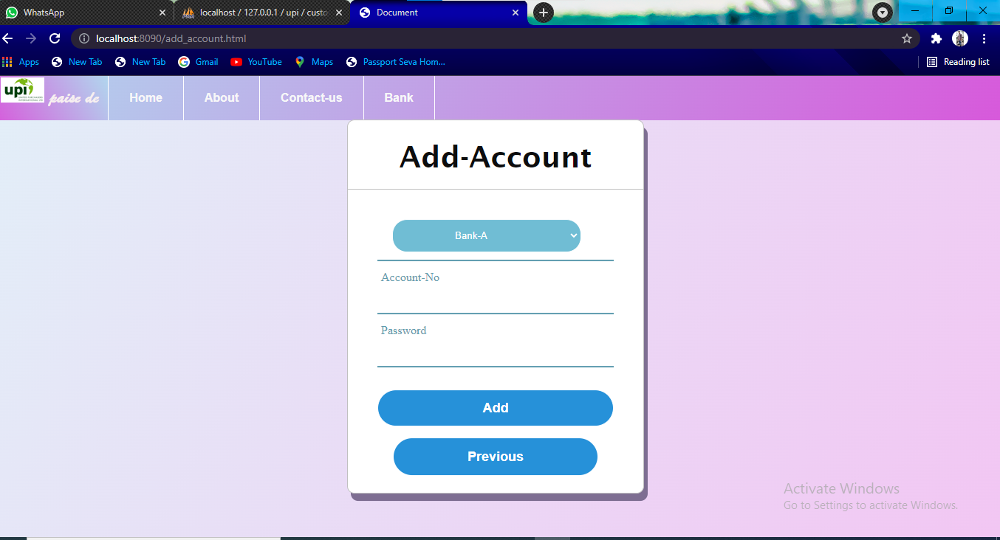 WhatsApp
localhost / 127.0.0.1 / upi / custo
Document
localhost:8090/add_account.html
Apps
New Tab
New Tab
Gmail
YouTube
Maps
Passport Seva Hom...
Reading list
upi
paise de
Home
About
Contact-us
Bank
Add-Account
Bank-A
Account-No
Password
Add
Previous
Activate Windows
Go to Settings to activate Windows.